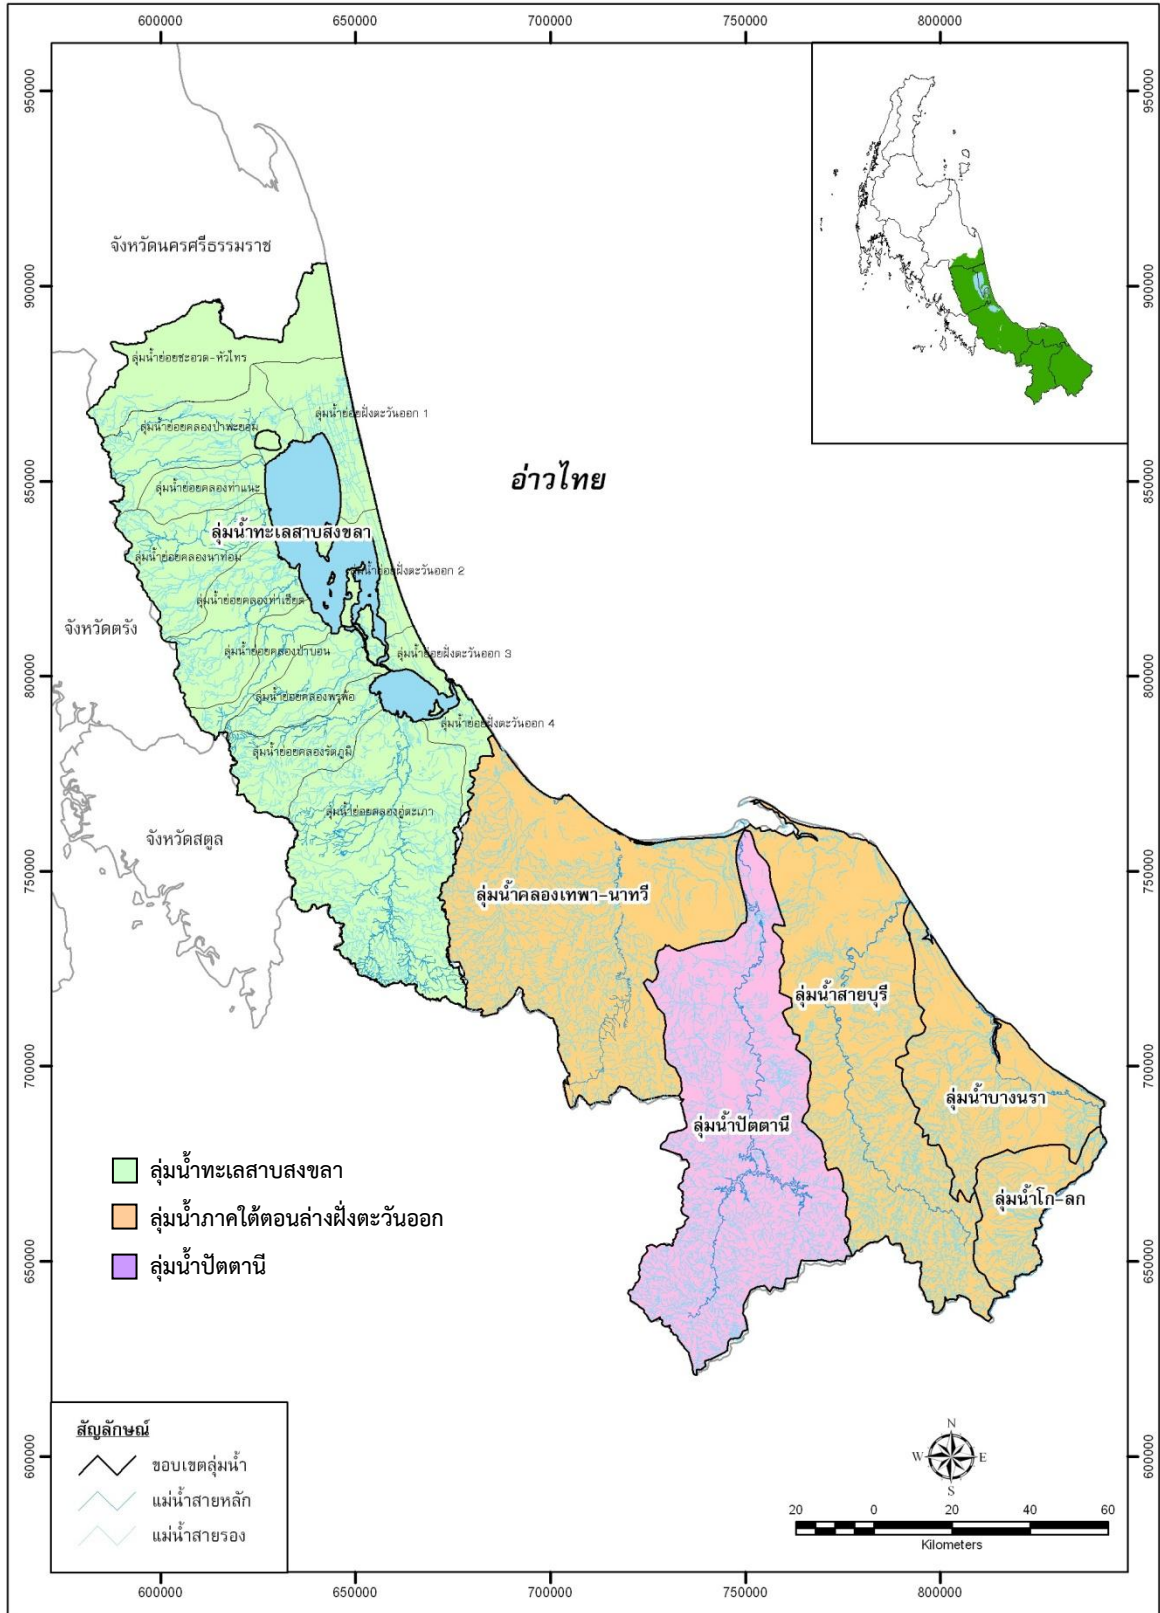 600000 650000 700000 750000 800000
950000 950000
จังหวัดนครศรีธรรมราช
900000 900000
ลุ่มน้ำย่อยชะอวด-หัวไทร
ลุ่มน้ำย่อยฝั่งตะวันออก 1
ลุ่มน้ำย่อยคลองป่าพะยอม
850000 850000
อ่าวไทย
ลุ่มน้ำย่อยคลองท่าแนะ
ลุ่มน้ำทะเลสาบสงขลา
ลุ่มน้ำย่อยคลองนาท่อม
ลุ่มน้ำย่อยฝั่งตะวันออก 2
ลุ่มน้ำย่อยคลองท่าเชียด
จังหวัดตรัง
ลุ่มน้ำย่อยคลองป่าบอน
ลุ่มน้ำย่อยฝั่งตะวันออก 3
800000 800000
ลุ่มน้ำย่อยคลองพรุพ้อ
ลุ่มน้ำย่อยฝั่งตะวันออก 4
ลุ่มน้ำย่อยคลองรัตภูมิ
ลุ่มน้ำย่อยคลองอู่ตะเภา
จังหวัดสตูล
750000 750000
ลุ่มน้ำคลองเทพา-นาทวี
ลุ่มน้ำสายบุรี
700000 700000
ลุ่มน้ำบางนรา
ลุ่มน้ำปัตตานี
ลุ่มน้ำทะเลสาบสงขลา
ลุ่มน้ำโก-ลก
ลุ่มน้ำภาคใต้ตอนล่างฝั่งตะวันออก
ลุ่มน้ำปัตตานี
650000 650000
สัญลักษณ์
ขอบเขตลุ่มน้ำ
แม่น้ำสายหลัก
แม่น้ำสายรอง
600000 600000
N
W E
S
20 0 20 40 60
Kilometers
600000 650000 700000 750000 800000